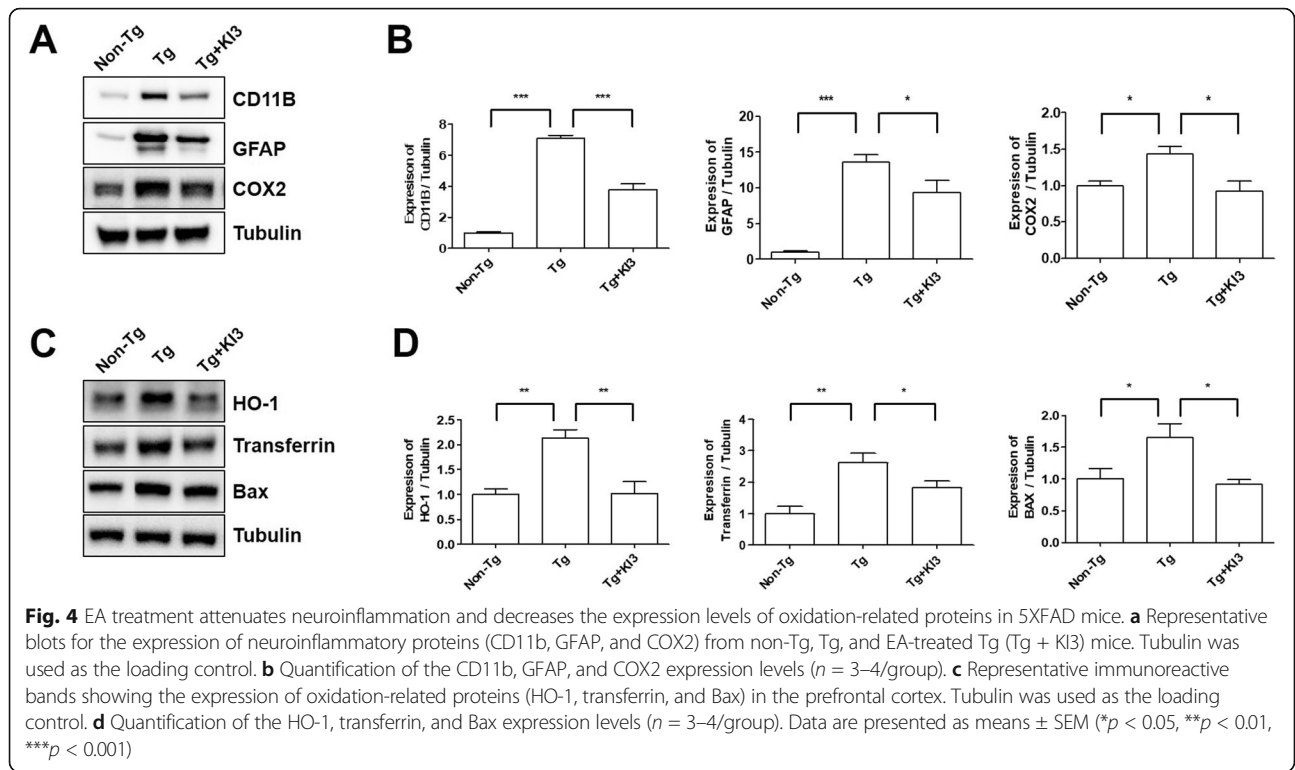 A
Non-Tg Tg Tg+KI3
CD11B
GFAP
COX2
Tubulin
B
*** ***
Expresison of
CD11B / Tubulin
8
6
4
2
0
Non-Tg Tg Tg+KI3
*** *
Expresison of
GFAP / Tubulin
20
15
10
5
0
Non-Tg Tg Tg+KI3
* *
Expresison of
COX2 / Tubulin
2.0
1.5
1.0
0.5
0.0
Non-Tg Tg Tg+KI3
C
Non-Tg Tg Tg+KI3
HO-1
Transferrin
Bax
Tubulin
D
** **
Expresison of
HO-1 / Tubulin
2.5
2.0
1.5
1.0
0.5
0.0
Non-Tg Tg Tg+KI3
** *
Expresison of
Transferrin / Tubulin
4
3
2
1
0
Non-Tg Tg Tg+KI3
* *
Expresison of
BAX / Tubulin
2.0
1.5
1.0
0.5
0.0
Non-Tg Tg Tg+KI3
Fig. 4 EA treatment attenuates neuroinflammation and decreases the expression levels of oxidation-related proteins in 5XFAD mice. a Representative
blots for the expression of neuroinflammatory proteins (CD11b, GFAP, and COX2) from non-Tg, Tg, and EA-treated Tg (Tg + KI3) mice. Tubulin was
used as the loading control. b Quantification of the CD11b, GFAP, and COX2 expression levels (n = 3–4/group). c Representative immunoreactive
bands showing the expression of oxidation-related proteins (HO-1, transferrin, and Bax) in the prefrontal cortex. Tubulin was used as the loading
control. d Quantification of the HO-1, transferrin, and Bax expression levels (n = 3–4/group). Data are presented as means ± SEM (*p < 0.05, **p < 0.01,
***p < 0.001)